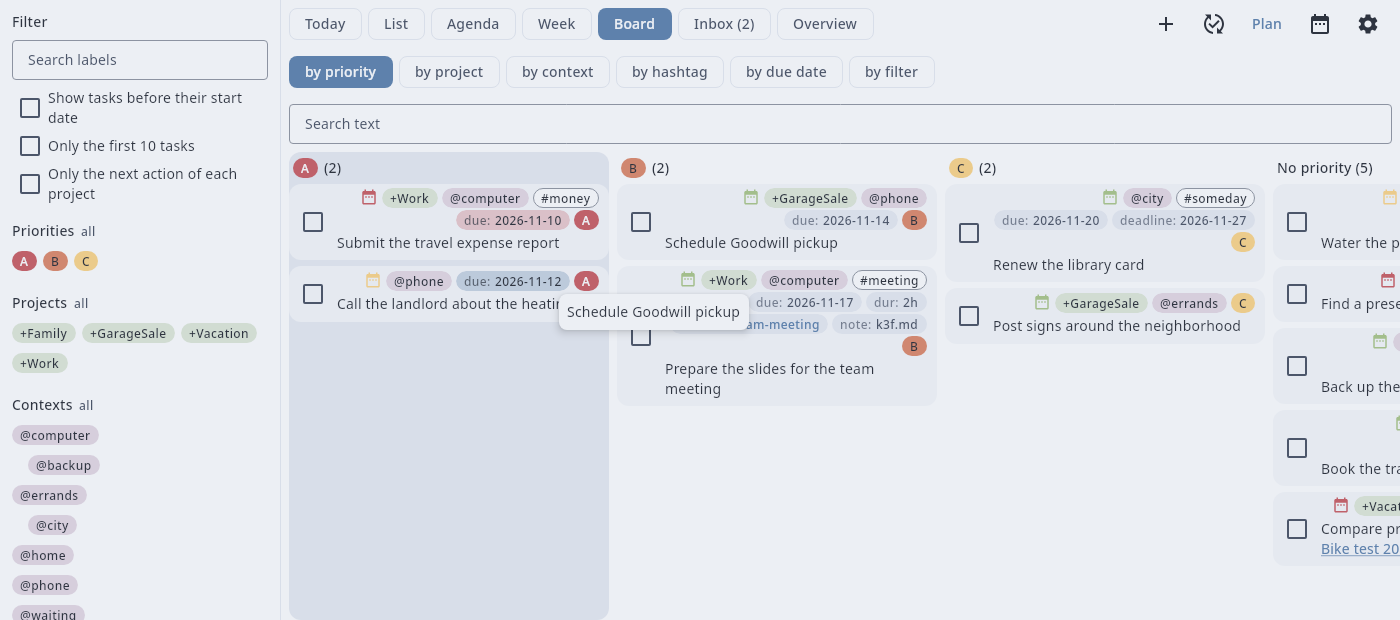 Filter
Search labels
Show tasks before their start
date
Only the first 10 tasks
Only the next action of each
project
Priorities all
A B C
Projects all
+Family +GarageSale +Vacation
+Work
Contexts all
@computer
@backup
@errands
@city
@home
@phone
@waiting
Today List Agenda Week Board Inbox (2) Overview
Plan
by priority by project by context by hashtag by due date by filter
Search text
A (2)
+Work @computer #money
due: 2026-11-10 A
Submit the travel expense report
@phone due: 2026-11-12 A
Call the landlord about the
Schedule Goodwill pickup
B (2)
+GarageSale @phone
due: 2026-11-14 B
Schedule Goodwill pickup
+Work @computer #meeting
due: 2026-11-17 dur: 2h
am-meeting note: k3f.md
B
Prepare the slides for the team
meeting
C (2)
@city #someday
due: 2026-11-20 deadline: 2026-11-27
C
Renew the library card
+GarageSale @errands C
Post signs around the neighborhood
No priority (5)
Water the p
Find a prese
Back up the
Book the tra
+Vacat
Compare pr
Bike test 20